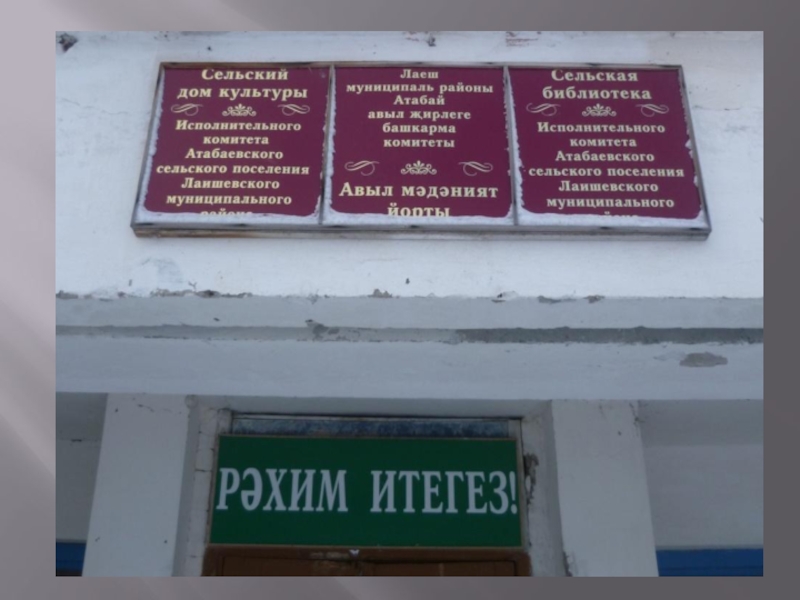 Сельский
дом культуры
Исполнительного
комитета
Атабаевского
сельского поселения
Лаишевского
муниципального
района
Лаеш
муниципаль районы
Атабай
авыл җирлеге
башкарма
комитеты
Авыл мәдәният
йорты
Сельская
библиотека
Исполнительного
комитета
Атабаевского
сельского поселения
Лаишевского
муниципального
РӘХИМ ИТЕГЕЗ!